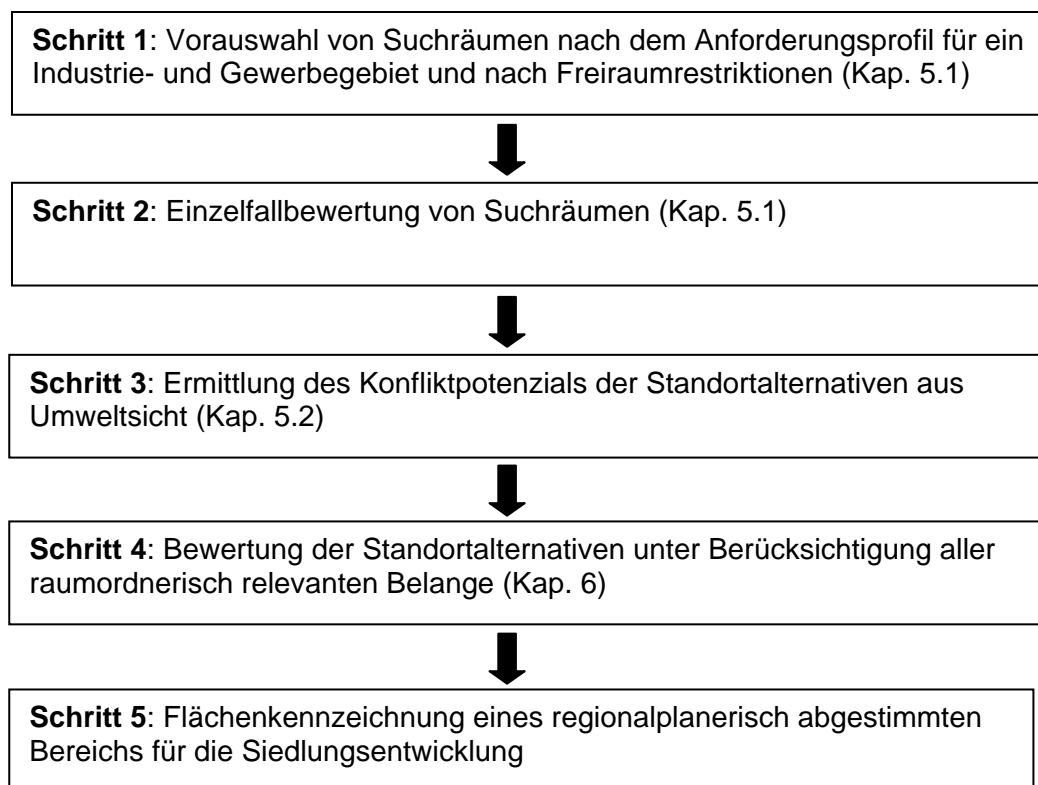 Schritt 1: Vorauswahl von Suchräumen nach dem Anforderungsprofil für ein
Industrie- und Gewerbegebiet und nach Freiraumrestriktionen (Kap. 5.1)
Schritt 2: Einzelfallbewertung von Suchräumen (Kap. 5.1)
Schritt 3: Ermittlung des Konfliktpotenzials der Standortalternativen aus
Umweltsicht (Kap. 5.2)
Schritt 4: Bewertung der Standortalternativen unter Berücksichtigung aller
raumordnerisch relevanten Belange (Kap. 6)
Schritt 5: Flächenkennzeichnung eines regionalplanerisch abgestimmten
Bereichs für die Siedlungsentwicklung